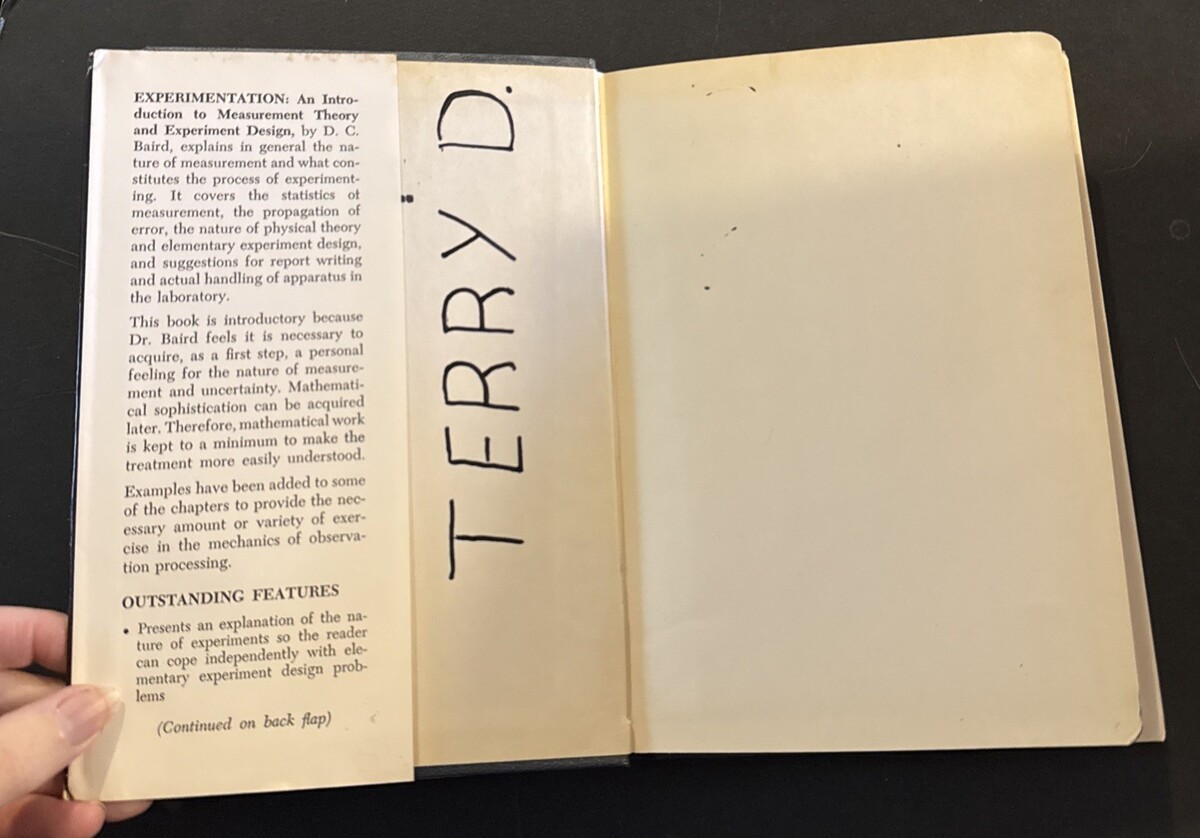 EXPERIMENTATION: An Intro-
duction to Measurement Theory
and Experiment Design, by D. C.
Baird, explains in general the na-
ture of measurement and what con-
stitutes the process of experiment-
ing. It covers the statistics of
measurement, the propagation of
error, the nature of physical theory
and elementary experiment design,
and suggestions for report writing
and actual handling of apparatus in
the laboratory.
This book is introductory because
Dr. Baird feels it is necessary to
acquire, as a first step, a personal
feeling for the nature of measure-
ment and uncertainty. Mathemati-
cal sophistication can be acquired
later. Therefore, mathematical work
is kept to a minimum to make the
treatment more easily understood.
Examples have been added to some
of the chapters to provide the nec-
essary amount or variety of exer-
cise in the mechanics of observa-
tion processing.
OUTSTANDING FEATURES
• Presents an explanation of the na-
ture of experiments so the reader
can cope independently with ele-
mentary experiment design prob-
lems
(Continued on back flap)
TERRY D.